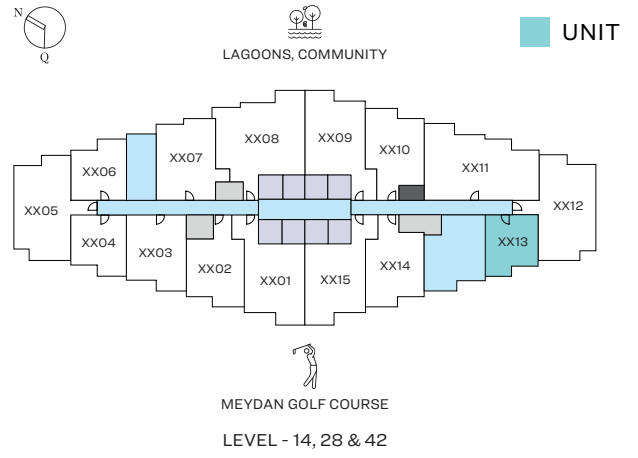 N
Q
LAGOONS, COMMUNITY
UNIT
XX08
XX09
XX07
XX10
XX06
XX11
XX05
XX12
XX04
XX03
XX02
XX01
XX15
XX14
XX13
MEYDAN GOLF COURSE
LEVEL - 14, 28 & 42